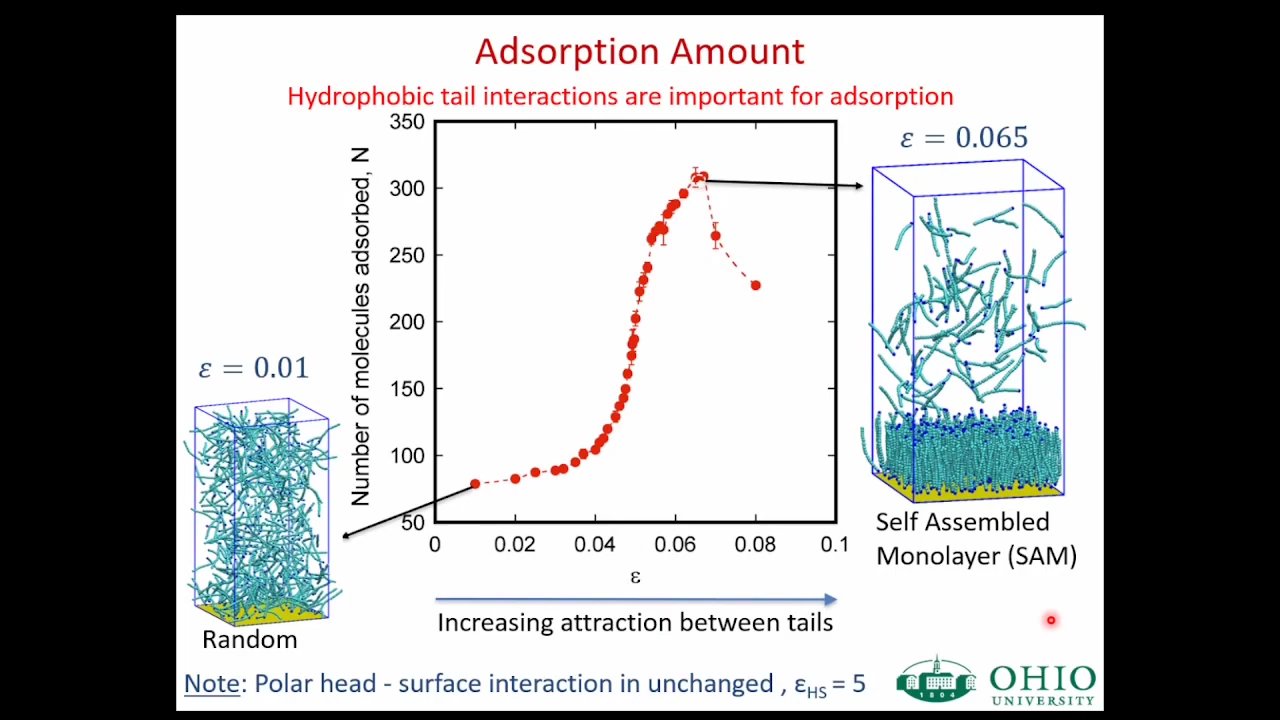 Adsorption Amount
Hydrophobic tail interactions are important for adsorption
ε = 0.065
350
300
250
200
150
100
50
Number of molecules adsorbed, N
0 0.02 0.04 0.06 0.08 0.1
ε
ε = 0.01
Random
Self Assembled
Monolayer (SAM)
Increasing attraction between tails
Note: Polar head - surface interaction in unchanged , εHS = 5
1804
OHIO
UNIVERSITY